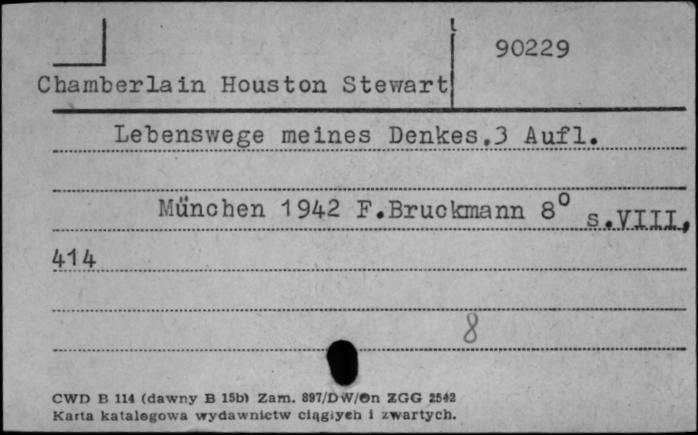 90229
Chamberlain Houston Stewart
Lebenswege meines Denkes.3 Aufl.
München 1942 F.Bruckmann 8° s.VIII,
414
8
CWD B 114 (dawny B 15b) Zam. 897/DW/On ZGG 2542
Karta katalogowa wydawnictw ciągłych i zwartych.